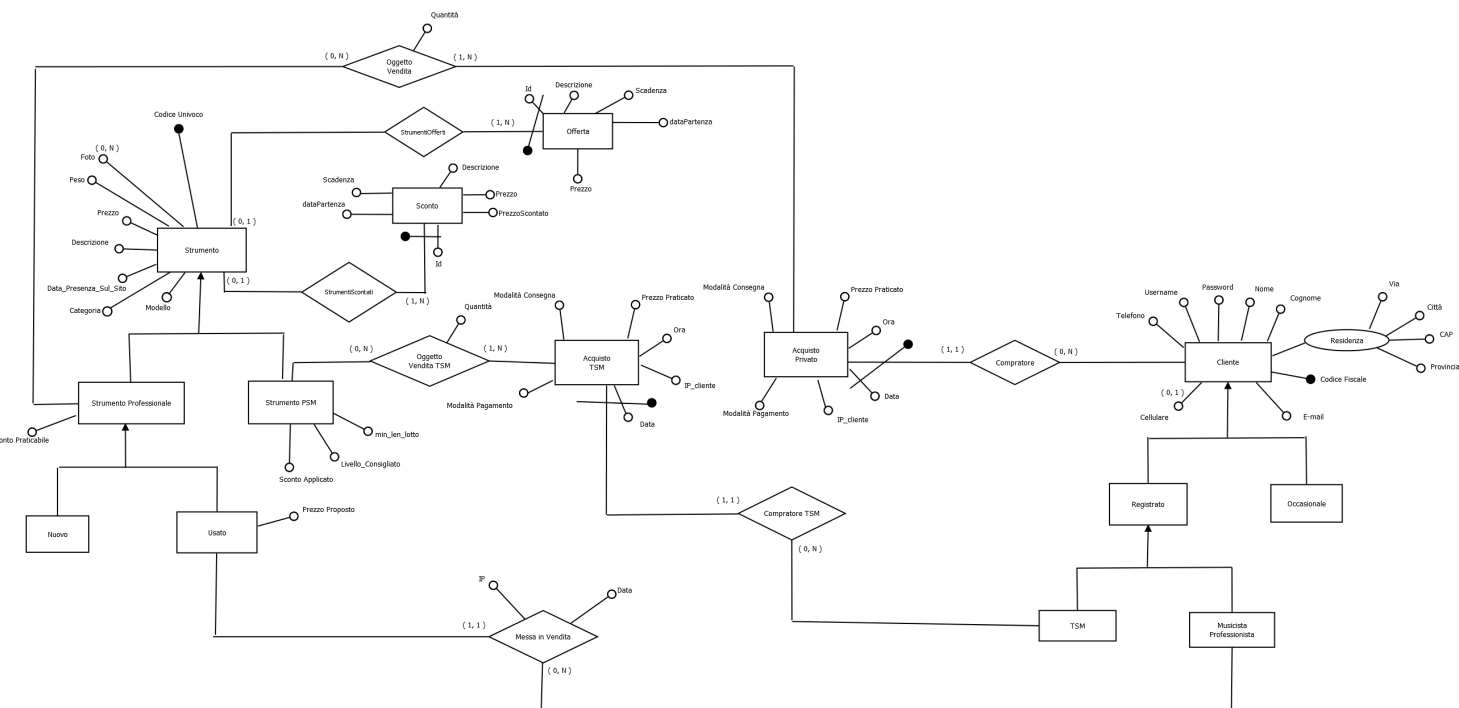 Quantità
( 0, N )
( 1, N )
Oggetto
Vendita
Id
Descrizione
Scadenza
Codice Univoco
( 1, N )
dataPartenza
StrumentiOfferti
Offerta
( 0, N )
Foto
Peso
Descrizione
Scadenza
Prezzo
Prezzo
dataPartenza
Sconto
PrezzoScontato
Prezzo
( 0, 1 )
Descrizione
Strumento
Id
( 0, 1 )
Data_Presenza_Sul_Sito
StrumentiScontati
( 1, N )
Modello
Categoria
Quantità
Modalità Consegna
Prezzo Praticato
Modalità Consegna
Prezzo Praticato
Username
Password
Nome
Cognome
Via
Città
Telefono
Ora
Ora
CAP
Residenza
( 0, N )
( 1, N )
Oggetto
Vendita TSM
Acquisto
TSM
Acquisto
Privato
( 1, 1 )
Compratore
( 0, N )
Cliente
Provincia
Codice Fiscale
IP_cliente
( 0, 1 )
Strumento Professionale
Strumento PSM
Modalità Pagamento
Data
Data
Modalità Pagamento
IP_cliente
Cellulare
E-mail
onto Praticabile
min_len_lotto
Livello_Consigliato
Sconto Applicato
( 1, 1 )
Compratore TSM
Registrato
Occasionale
Prezzo Proposto
Nuovo
Usato
( 0, N )
IP
Data
( 1, 1 )
Messa in Vendita
TSM
Musicista
Professionista
( 0, N )